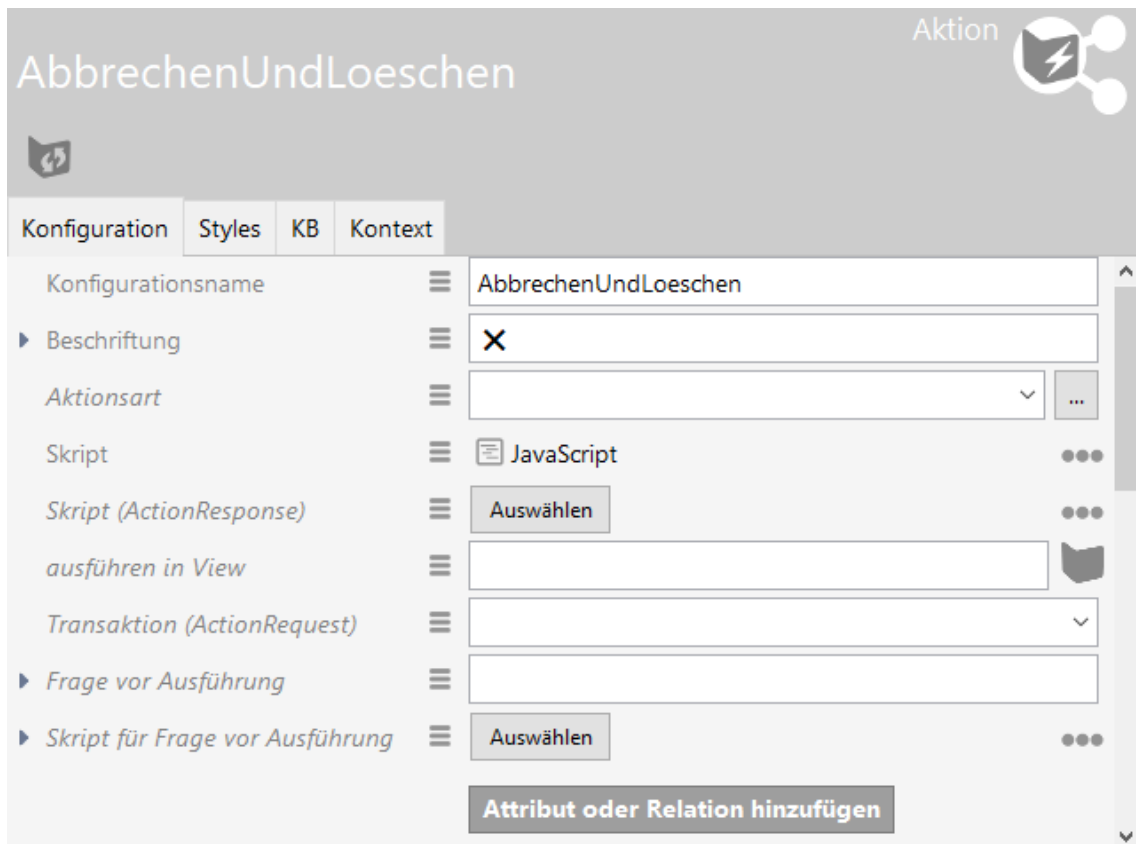 Aktion
AbbrechenUndLoeschen
Konfiguration Styles KB Kontext
Konfigurationsname AbbrechenUndLoeschen
Beschriftung ✕
Aktionsart ...
Skript JavaScript
Skript (ActionResponse) Auswählen
ausführen in View
Transaktion (ActionRequest)
Frage vor Ausführung
Skript für Frage vor Ausführung Auswählen
Attribut oder Relation hinzufügen